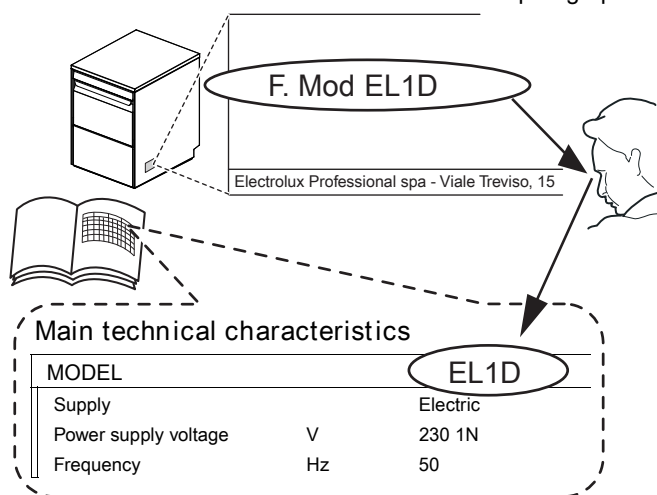 F. Mod EL1D
Electrolux Professional spa - Viale Treviso, 15
Main technical characteristics
MODEL EL1D
Supply Electric
Power supply voltage V 230 1N
Frequency Hz 50